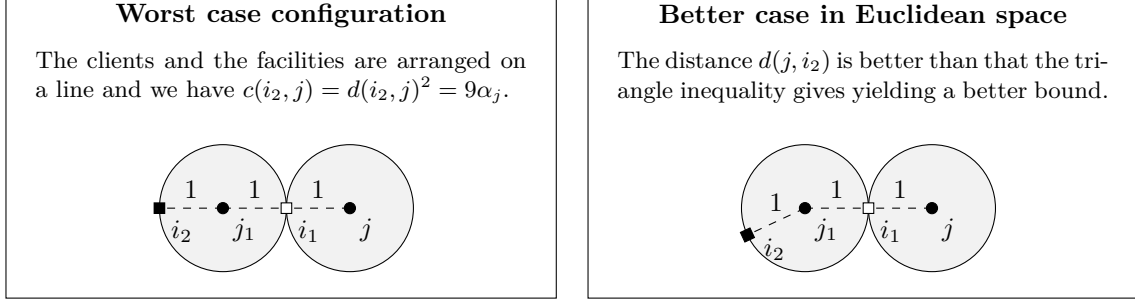 Worst case configuration
The clients and the facilities are arranged on
a line and we have c(i₂, j) = d(i₂, j)² = 9αⱼ.
1 1 1
i₂ j₁ i₁ j
Better case in Euclidean space
The distance d(j, i₂) is better than that the tri-
angle inequality gives yielding a better bound.
1 1 1
i₂ j₁ i₁ j